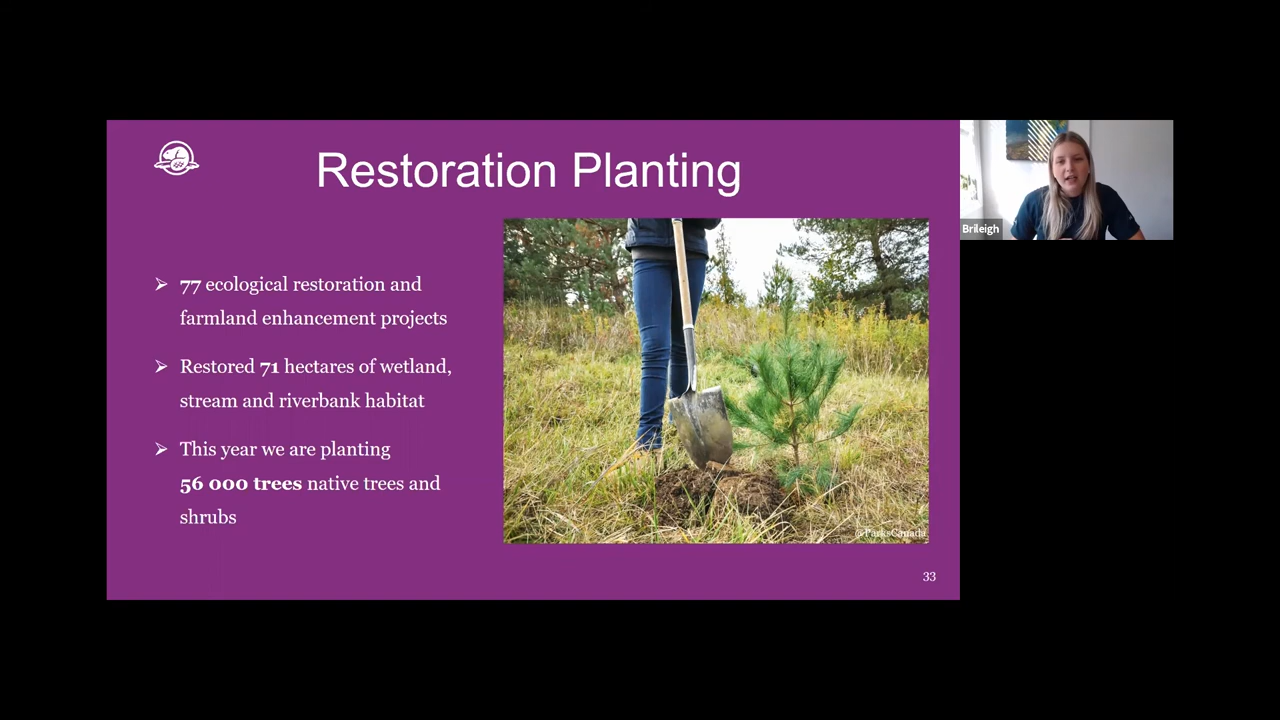 Restoration Planting
➢ 77 ecological restoration and
farmland enhancement projects
➢ Restored 71 hectares of wetland,
stream and riverbank habitat
➢ This year we are planting
56 000 trees native trees and
shrubs
@ParksCanada
33
Brileigh